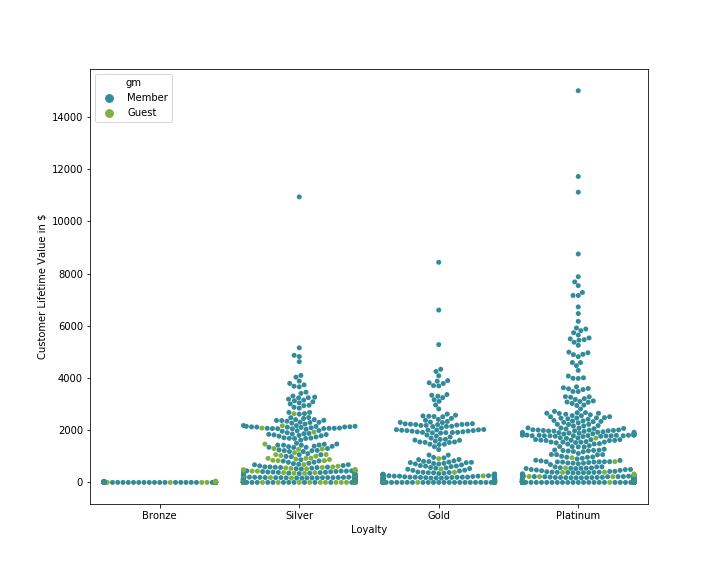 gm
Member
Guest
14000
12000
10000
8000
6000
4000
2000
0
Customer Lifetime Value in $
Bronze
Silver
Gold
Platinum
Loyalty